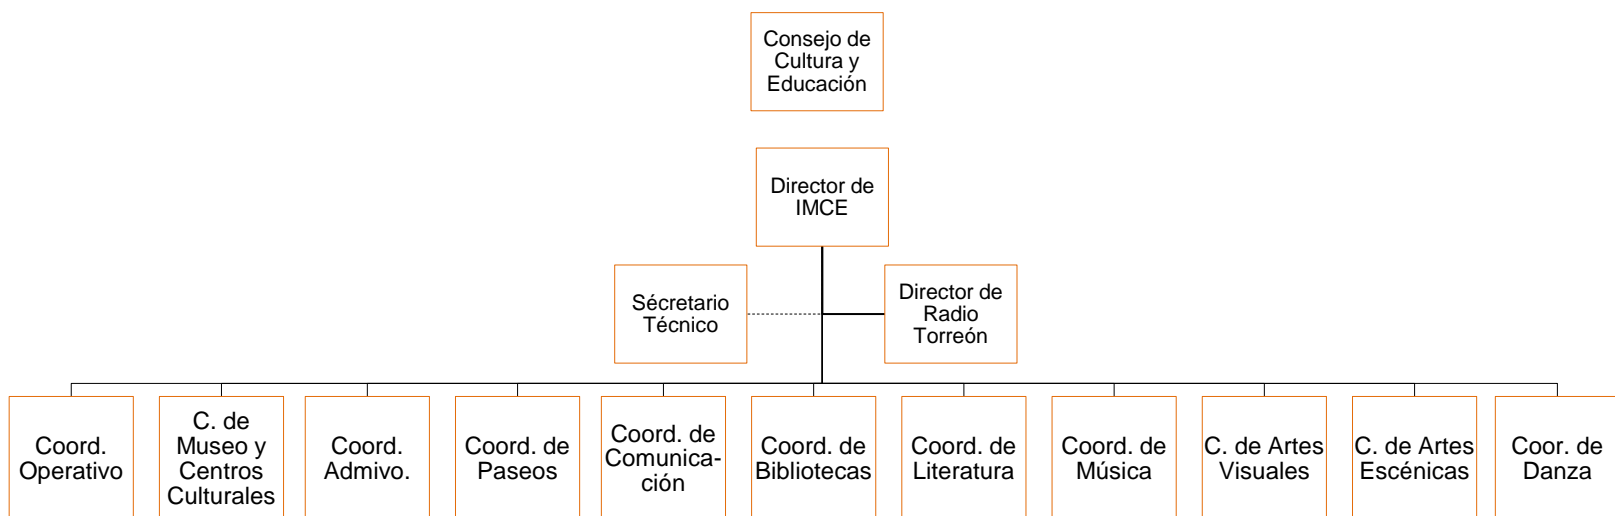 Consejo de
Cultura y
Educación
Director de
IMCE
Sécretario
Técnico
Director de
Radio
Torreón
Coord.
Operativo
C. de
Museo y
Centros
Culturales
Coord.
Admivo.
Coord. de
Paseos
Coord. de
Comunica-
ción
Coord. de
Bibliotecas
Coord. de
Literatura
Coord. de
Música
C. de Artes
Visuales
C. de Artes
Escénicas
Coor. de
Danza